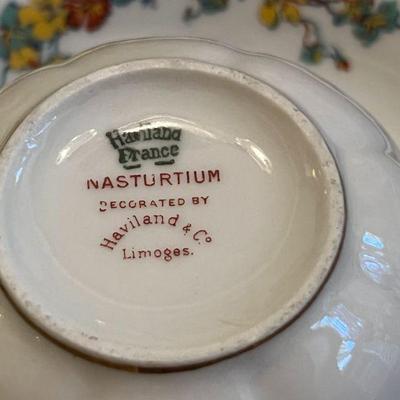 Haviland
France
NASTURTIUM
DECORATED BY
Haviland & Co
Limoges.